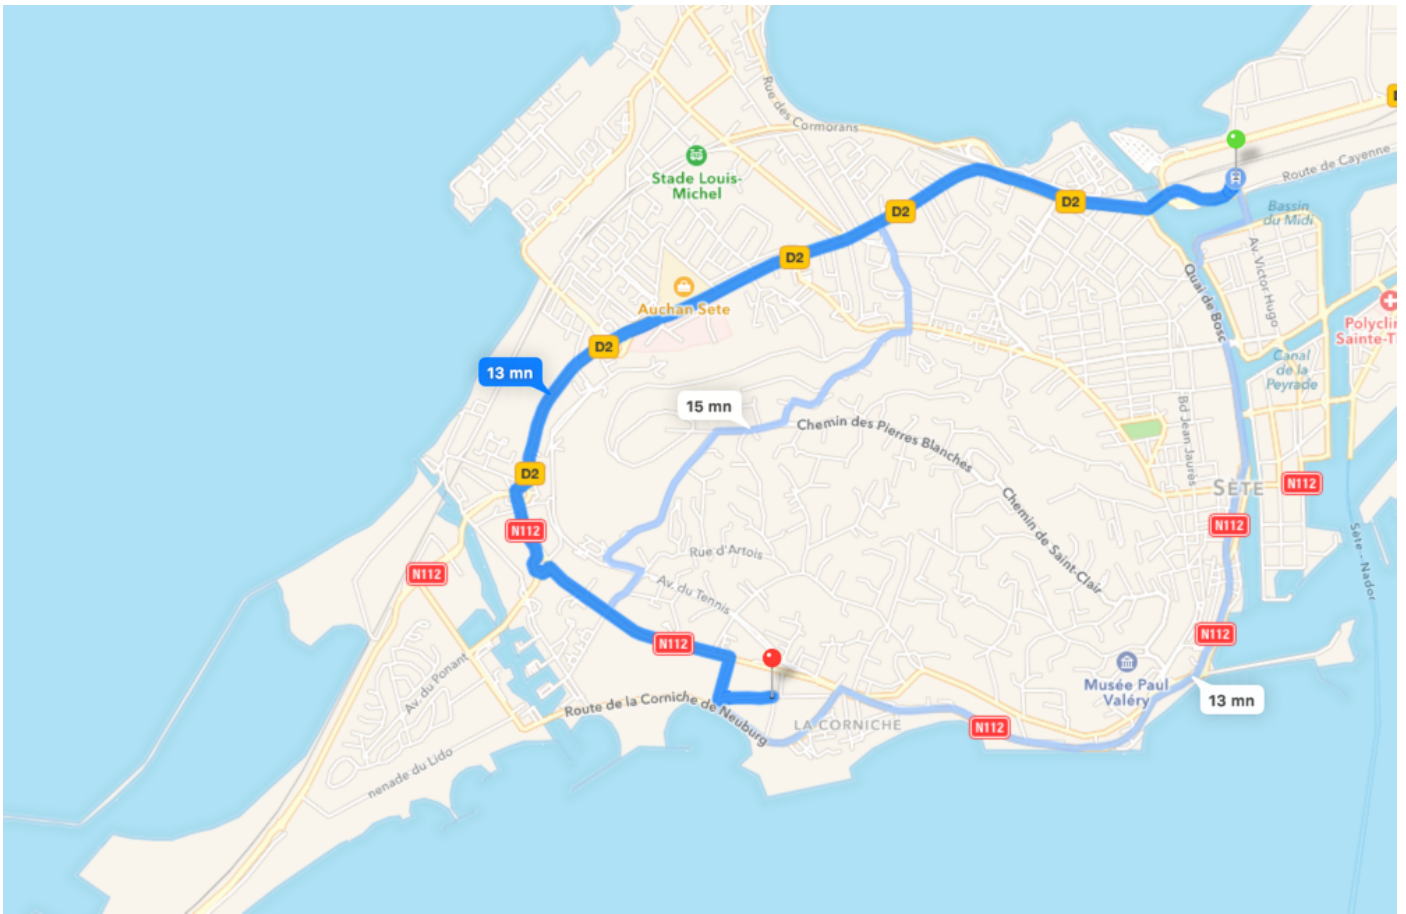 Rue des Cormorans
D
Stade Louis-
Michel
Route de Cayenne
D2
D2
Bassin
du Midi
D2
Av. Victor Hugo
Quai de Bosc
Auchan Sete
D2
Polyclin
Sainte-T
Canal
de la
Peyrade
13 mn
15 mn
Chemin des Pierres Blanches
Bd Jean Jaurès
D2
SÈTE
N112
N112
N112
Chemin de Saint-Clair
Sète - Nador
Rue d'Artois
N112
Av. du Tennis
N112
N112
Av. du Ponant
Musée Paul
Valéry
13 mn
Route de la Corniche de Neuburg
LA CORNICHE
N112
nenade du Lido